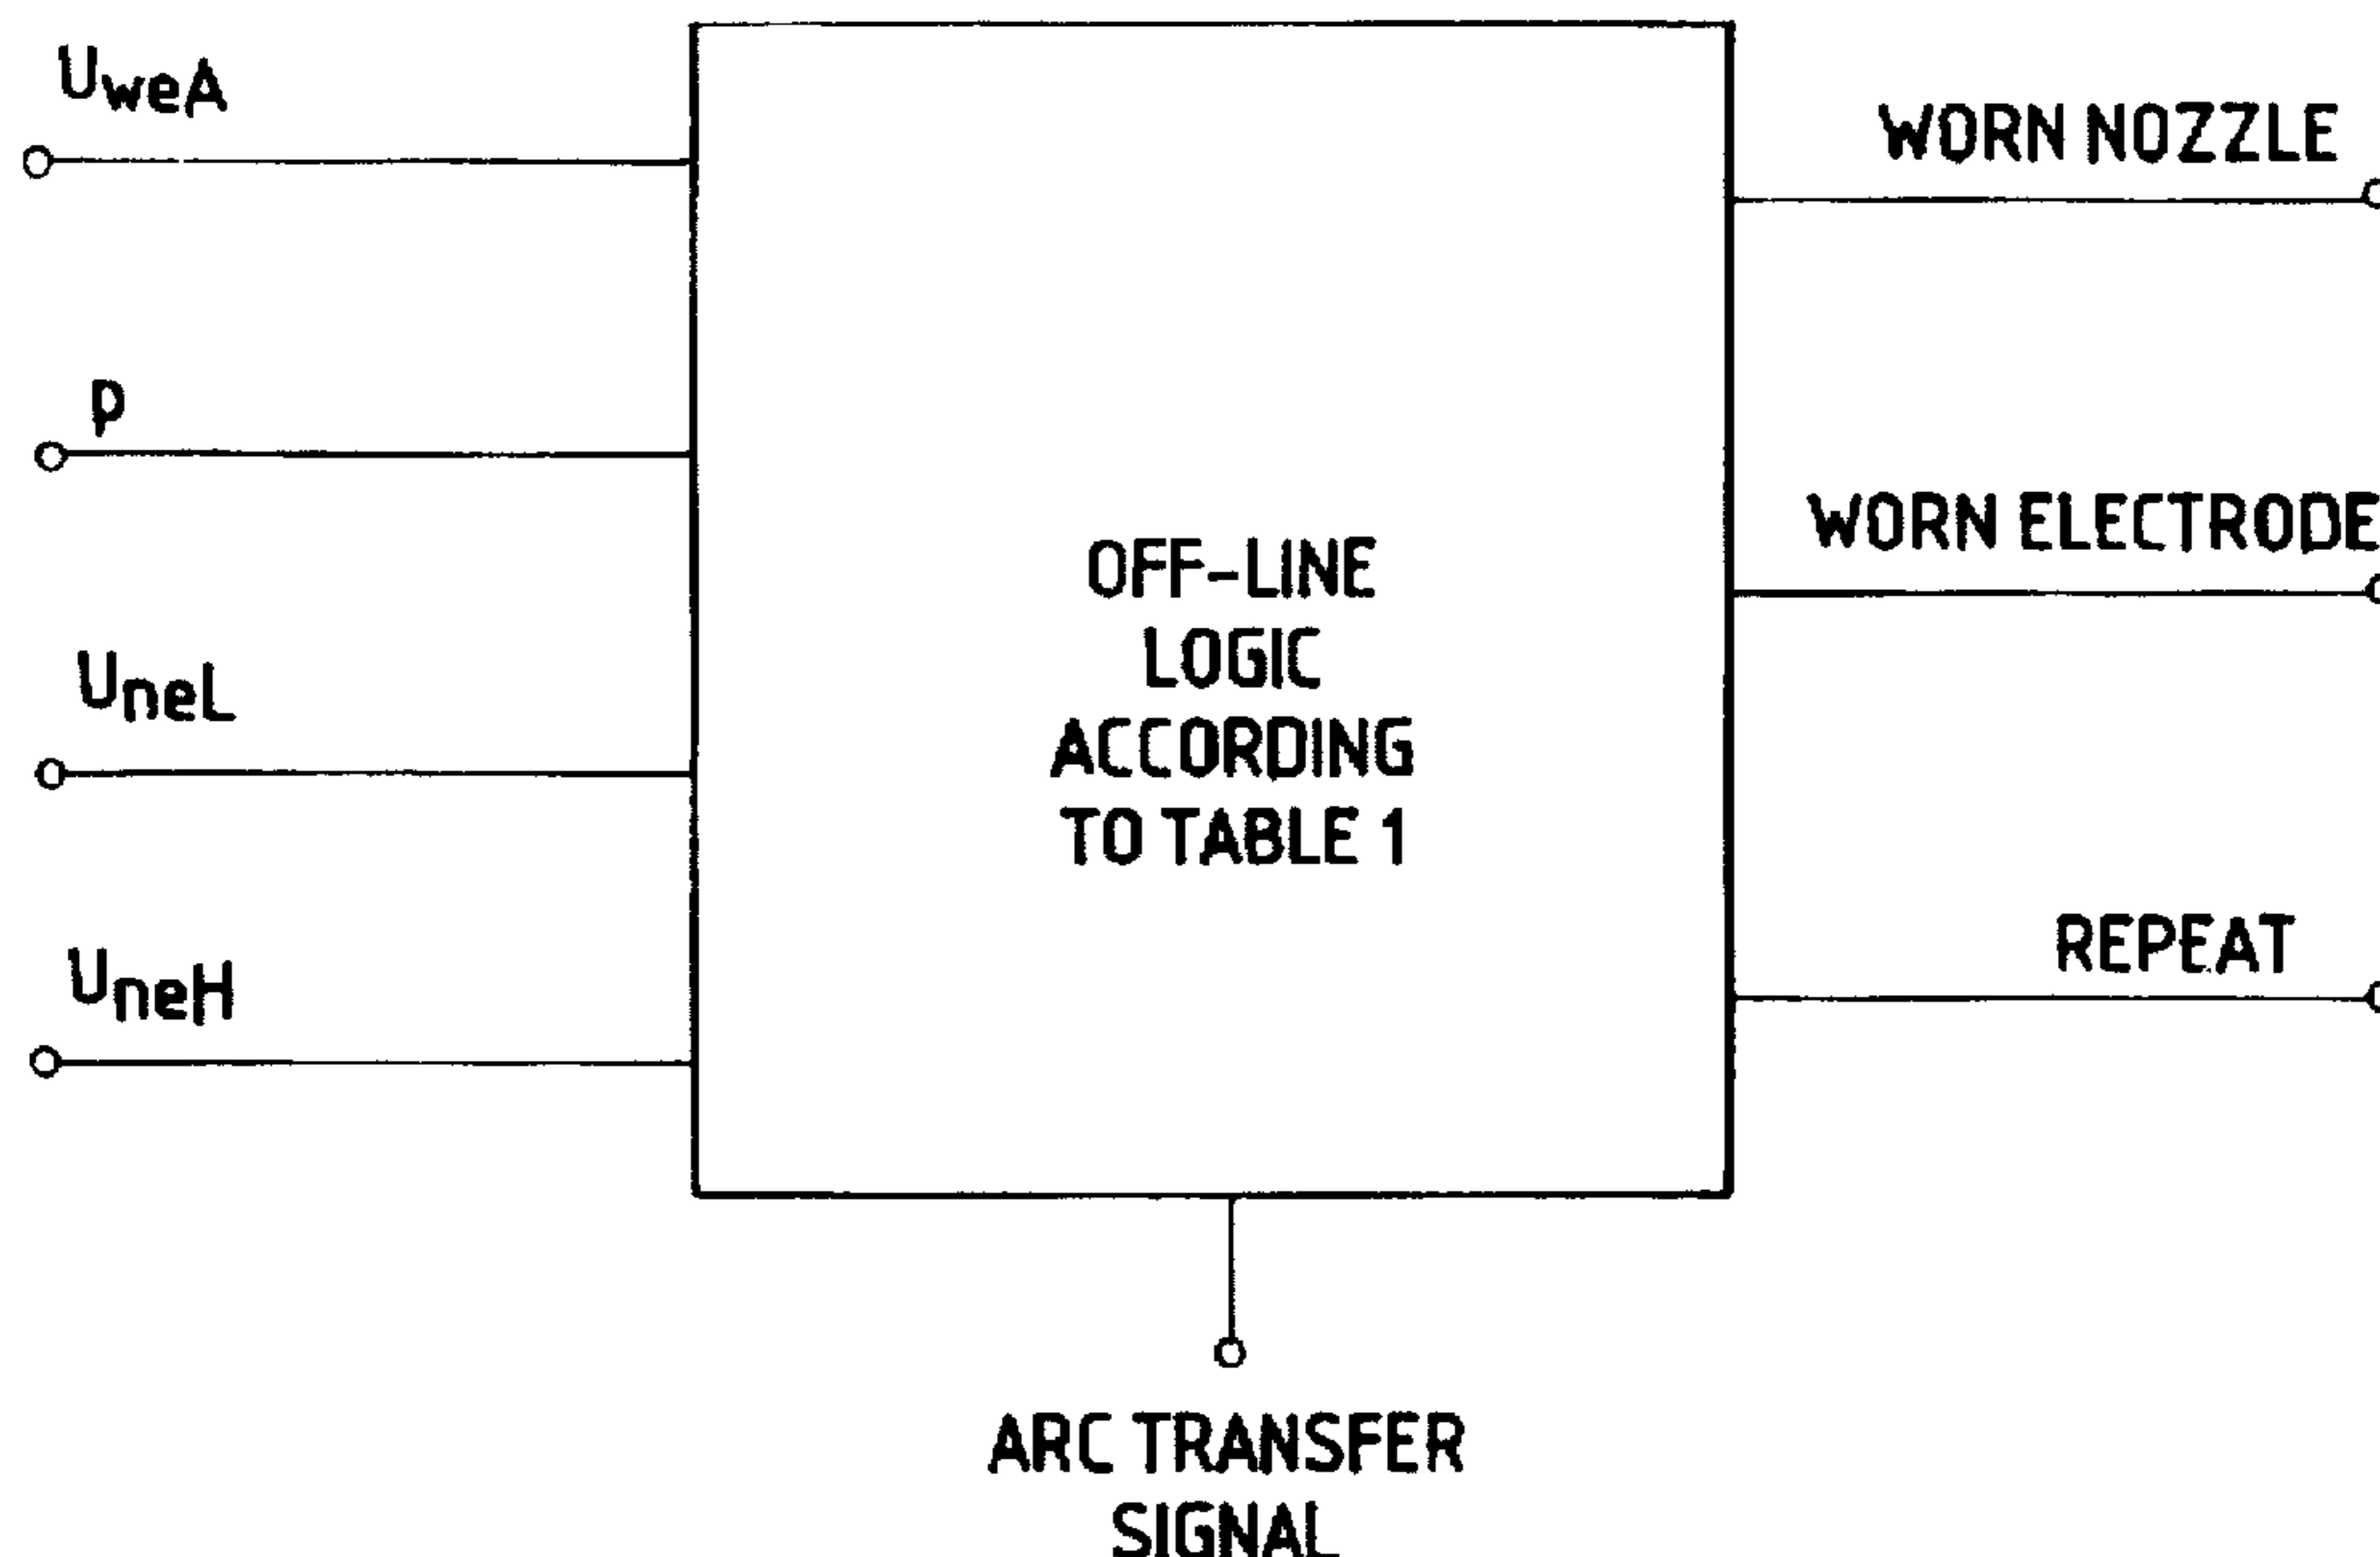 UweA
p
UneL
UneH
OFF-LINE
LOGIC
ACCORDING
TO TABLE 1
WORN NOZZLE
WORN ELECTRODE
REPEAT
ARC TRANSFER
SIGNAL